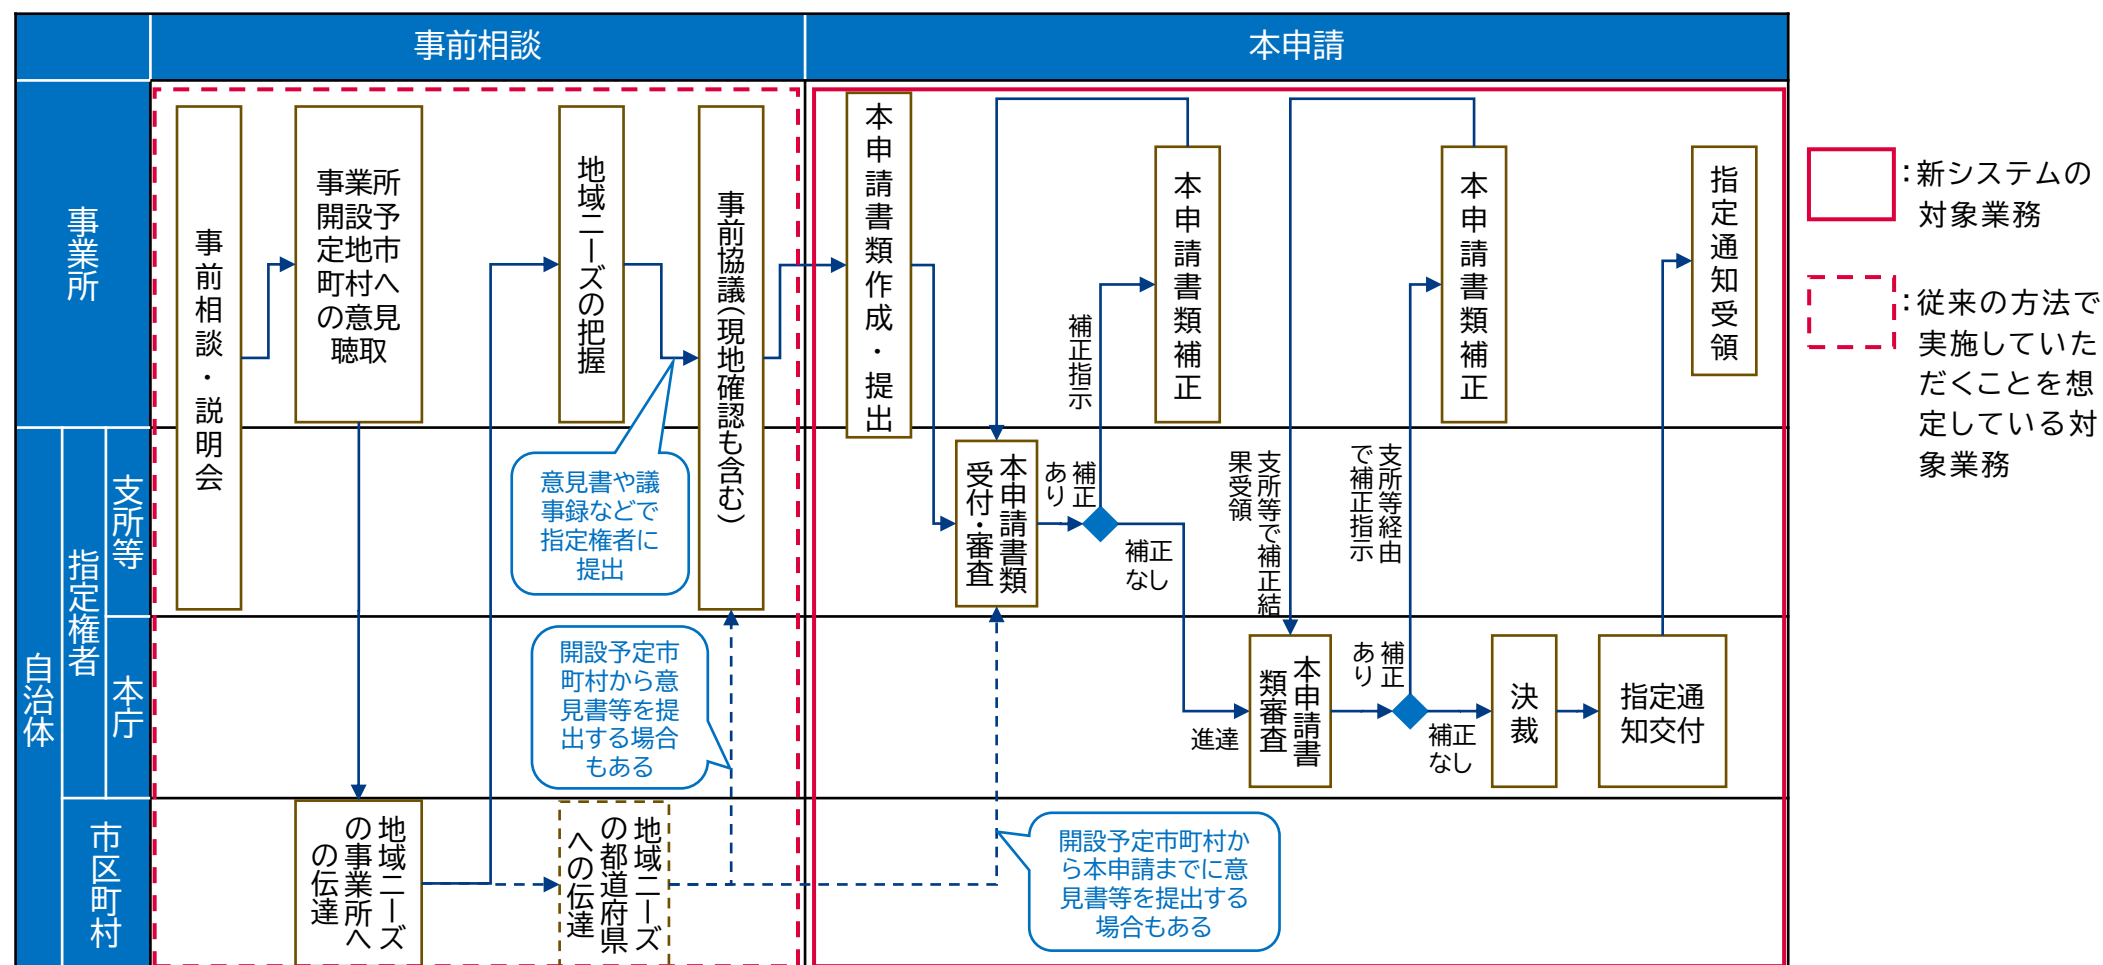 事前相談
本申請
事業所
自治体
指定権者
支所等
本庁
市区町村
事前相談・説明会
事業所
開設予
定地市
町村へ
の意見
聴取
地域ニーズの把握
事前協議(現地確認も含む)
意見書や議
事録などで
指定権者に
提出
開設予定市
町村から意
見書等を提
出する場合
もある
地域ニーズ
の事業所へ
の伝達
地域ニーズ
の都道府県
への伝達
本申請書類作成・提出
本申請書類
受付・審査
補正
あり
補正指示
本申請書類補正
補正
なし
進達
支所等で補正結
果受領
本申請書
類審査
補正
あり
支所等経由
で補正指示
本申請書類補正
補正
なし
決裁
指定通
知交付
指定通知受領
開設予定市町村か
ら本申請までに意
見書等を提出する
場合もある
：新システムの
対象業務
：従来の方法で
実施していた
だくことを想
定している対
象業務